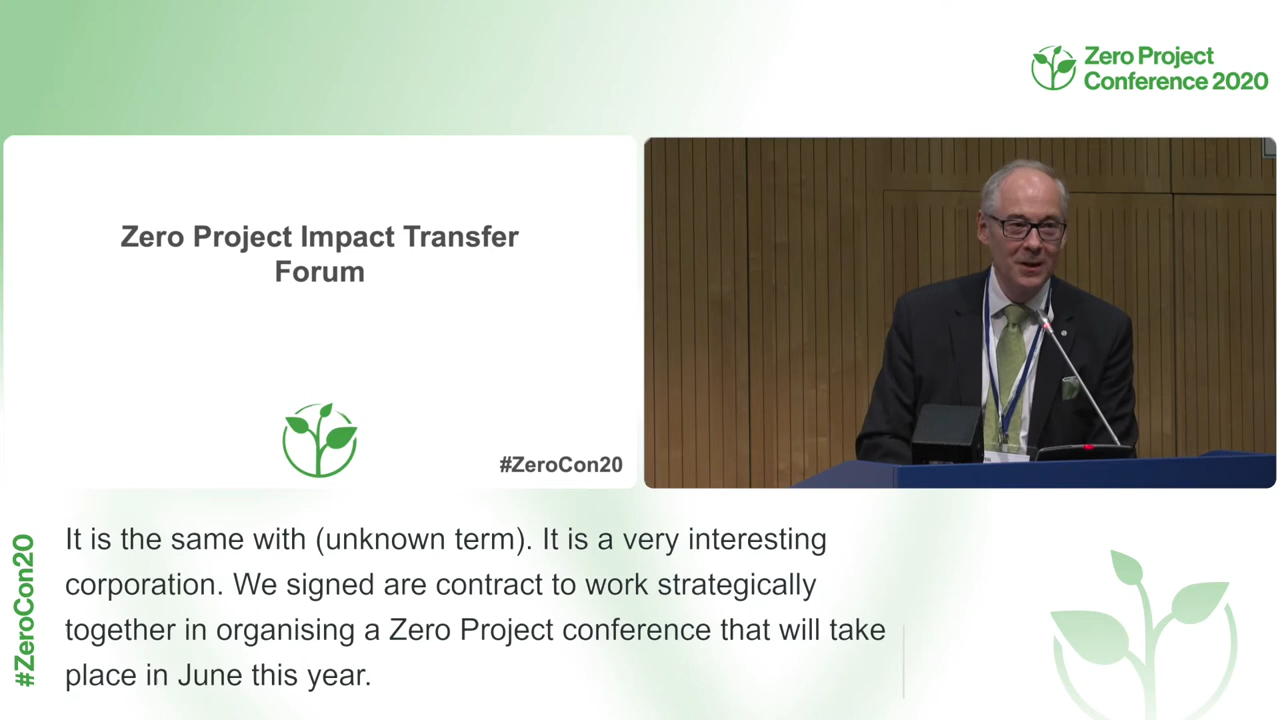 Zero Project
Conference 2020
Zero Project Impact Transfer
Forum
#ZeroCon20
#ZeroCon20
It is the same with (unknown term). It is a very interesting
corporation. We signed are contract to work strategically
together in organising a Zero Project conference that will take
place in June this year.